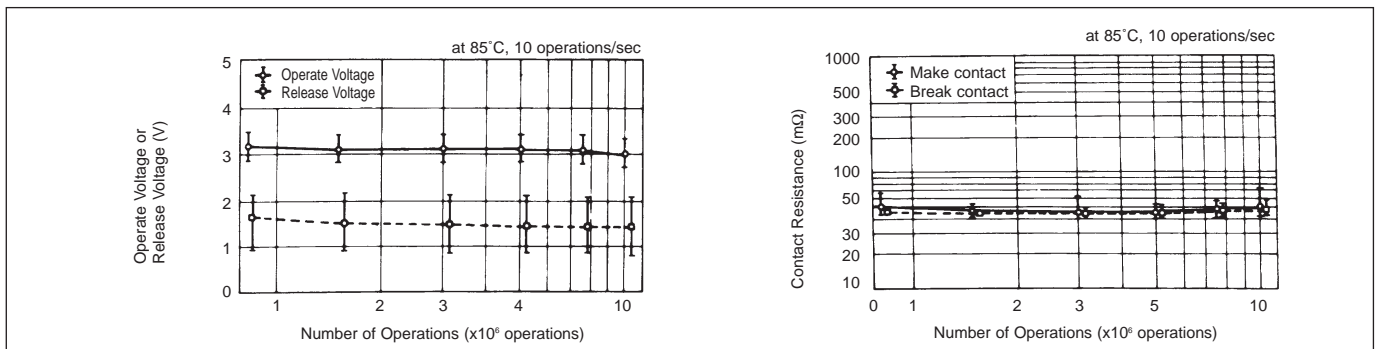 at 85˚C, 10 operations/sec
5
4
3
2
1
0
Operate Voltage
Release Voltage
Operate Voltage or
Release Voltage (V)
1 2 3 4 10
Number of Operations (x10⁶ operations)
at 85˚C, 10 operations/sec
1000
500
300
200
100
50
30
20
10
Make contact
Break contact
Contact Resistance (mΩ)
0 1 2 3 5 10
Number of Operations (x10⁶ operations)